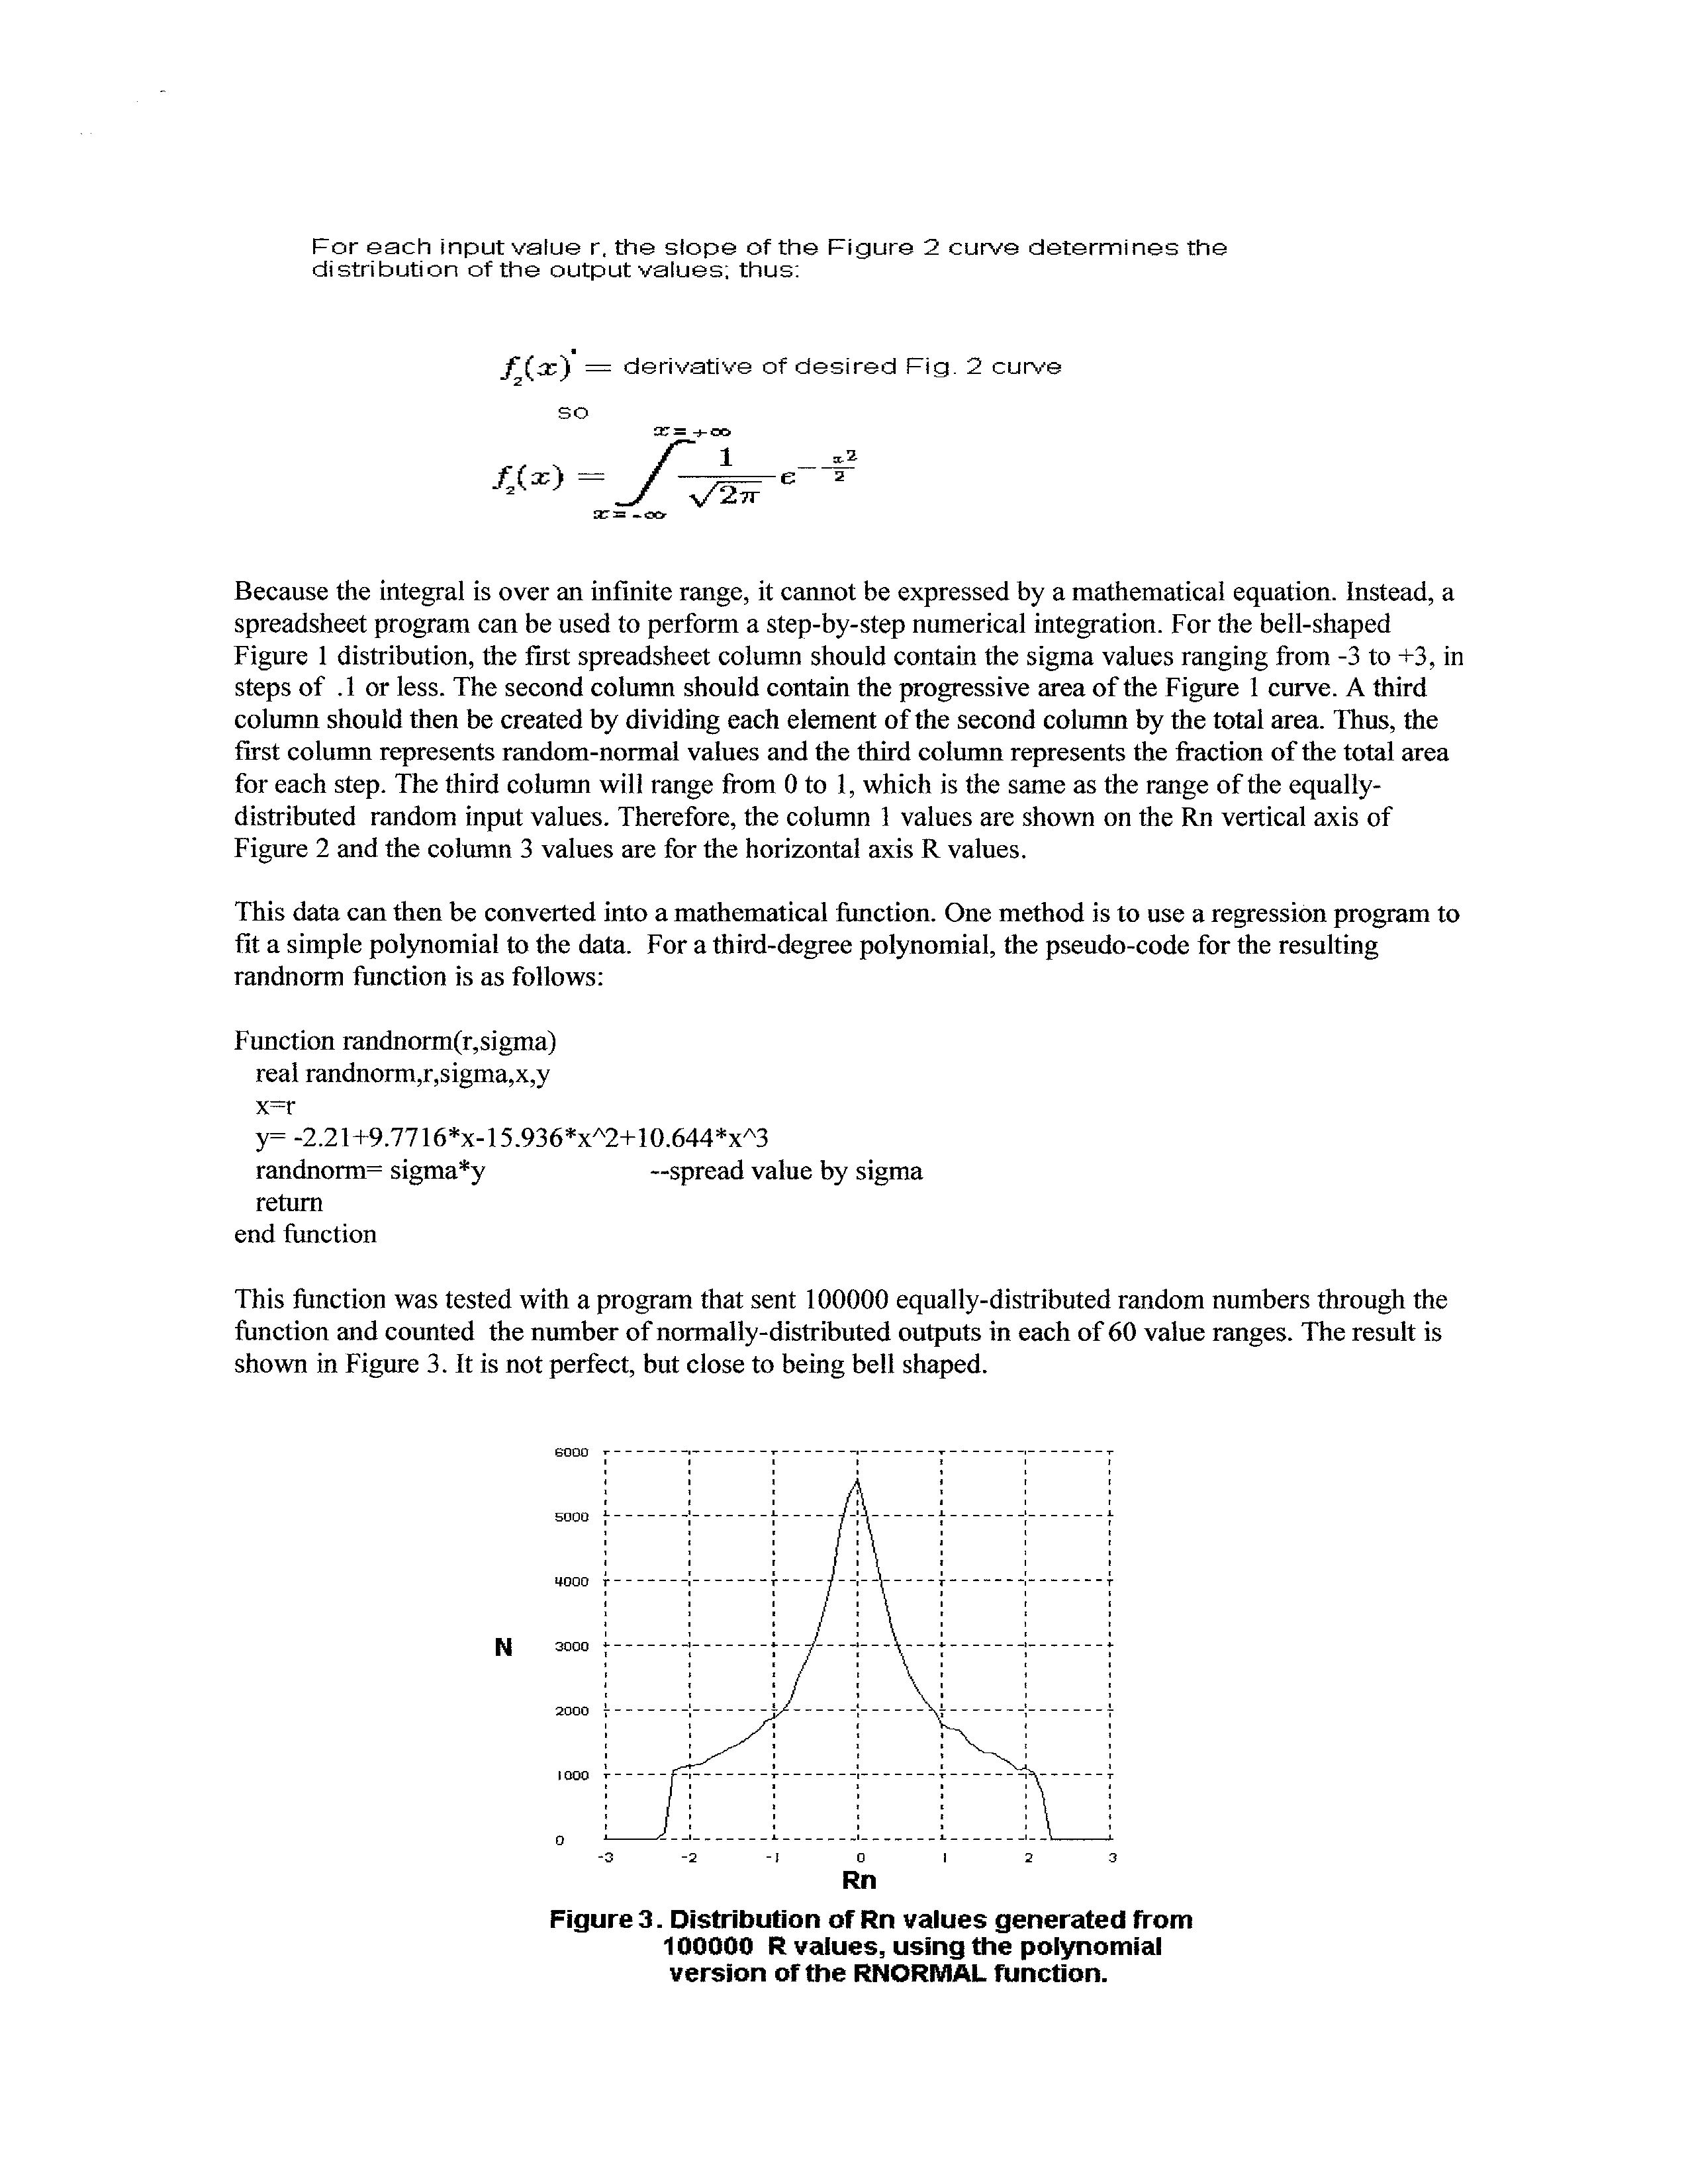 For each input value r, the slope of the Figure 2 curve determines the
distribution of the output values; thus:
f₂(x)' = derivative of desired Fig. 2 curve
so
x = +∞
f₂(x) = ∫ 1/√2π e^-x²/2
x = -∞
Because the integral is over an infinite range, it cannot be expressed by a mathematical equation. Instead, a
spreadsheet program can be used to perform a step-by-step numerical integration. For the bell-shaped
Figure 1 distribution, the first spreadsheet column should contain the sigma values ranging from -3 to +3, in
steps of .1 or less. The second column should contain the progressive area of the Figure 1 curve. A third
column should then be created by dividing each element of the second column by the total area. Thus, the
first column represents random-normal values and the third column represents the fraction of the total area
for each step. The third column will range from 0 to 1, which is the same as the range of the equally-
distributed random input values. Therefore, the column 1 values are shown on the Rn vertical axis of
Figure 2 and the column 3 values are for the horizontal axis R values.
This data can then be converted into a mathematical function. One method is to use a regression program to
fit a simple polynomial to the data. For a third-degree polynomial, the pseudo-code for the resulting
randnorm function is as follows:
Function randnorm(r,sigma)
real randnorm,r,sigma,x,y
x=r
y= -2.21+9.7716*x-15.936*x^2+10.644*x^3
randnorm= sigma*y --spread value by sigma
return
end function
This function was tested with a program that sent 100000 equally-distributed random numbers through the
function and counted the number of normally-distributed outputs in each of 60 value ranges. The result is
shown in Figure 3. It is not perfect, but close to being bell shaped.
6000
5000
4000
N 3000
2000
1000
0
-3 -2 -1 0 1 2 3
Rn
Figure 3. Distribution of Rn values generated from
100000 R values, using the polynomial
version of the RNORMAL function.